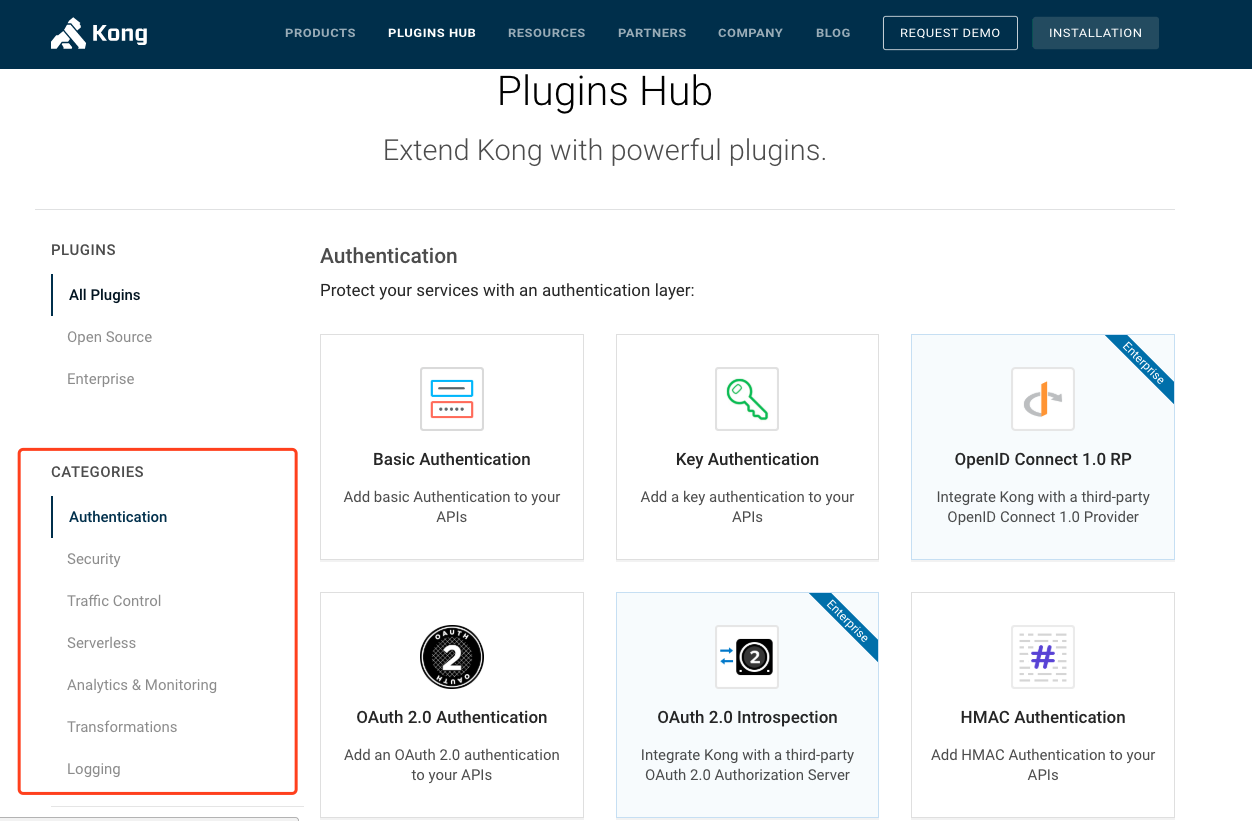 Kong
PRODUCTS
PLUGINS HUB
RESOURCES
PARTNERS
COMPANY
BLOG
REQUEST DEMO
INSTALLATION
Plugins Hub
Extend Kong with powerful plugins.
PLUGINS
All Plugins
Open Source
Enterprise
CATEGORIES
Authentication
Security
Traffic Control
Serverless
Analytics & Monitoring
Transformations
Logging
Authentication
Protect your services with an authentication layer:
Basic Authentication
Add basic Authentication to your
APIs
Key Authentication
Add a key authentication to your
APIs
Enterprise
OpenID Connect 1.0 RP
Integrate Kong with a third-party
OpenID Connect 1.0 Provider
OAUTH
2
OAUTH
OAuth 2.0 Authentication
Add an OAuth 2.0 authentication
to your APIs
Enterprise
2
OAuth 2.0 Introspection
Integrate Kong with a third-party
OAuth 2.0 Authorization Server
#
HMAC Authentication
Add HMAC Authentication to your
APIs